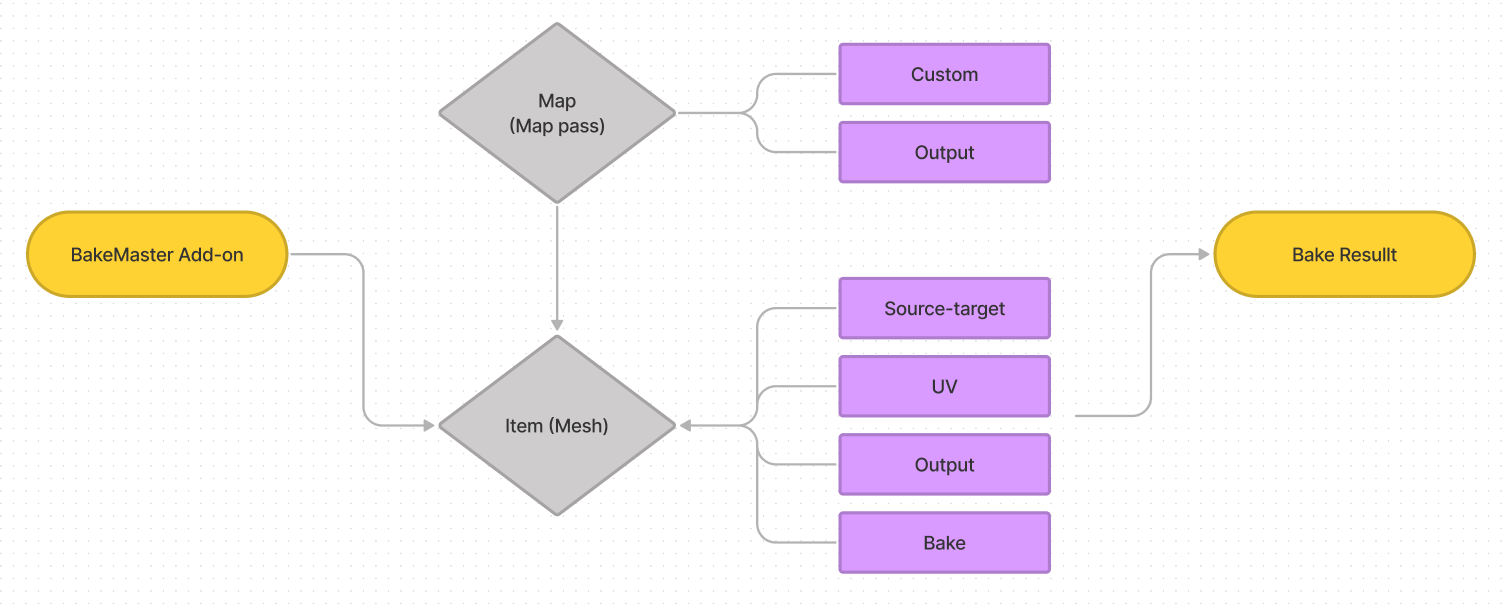 Map
(Map pass)
Custom
Output
BakeMaster Add-on
Item (Mesh)
Source-target
UV
Output
Bake
Bake Resullt